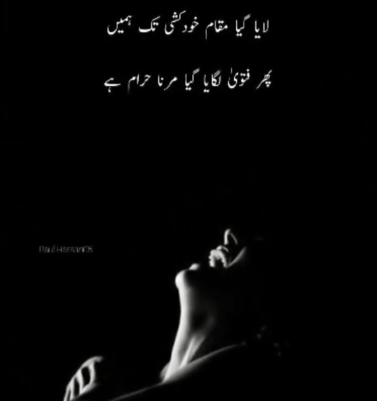 لایا گیا مقام خودکشی تک ہمیں
پھر فتویٰ لگایا گیا مرنا حرام ہے